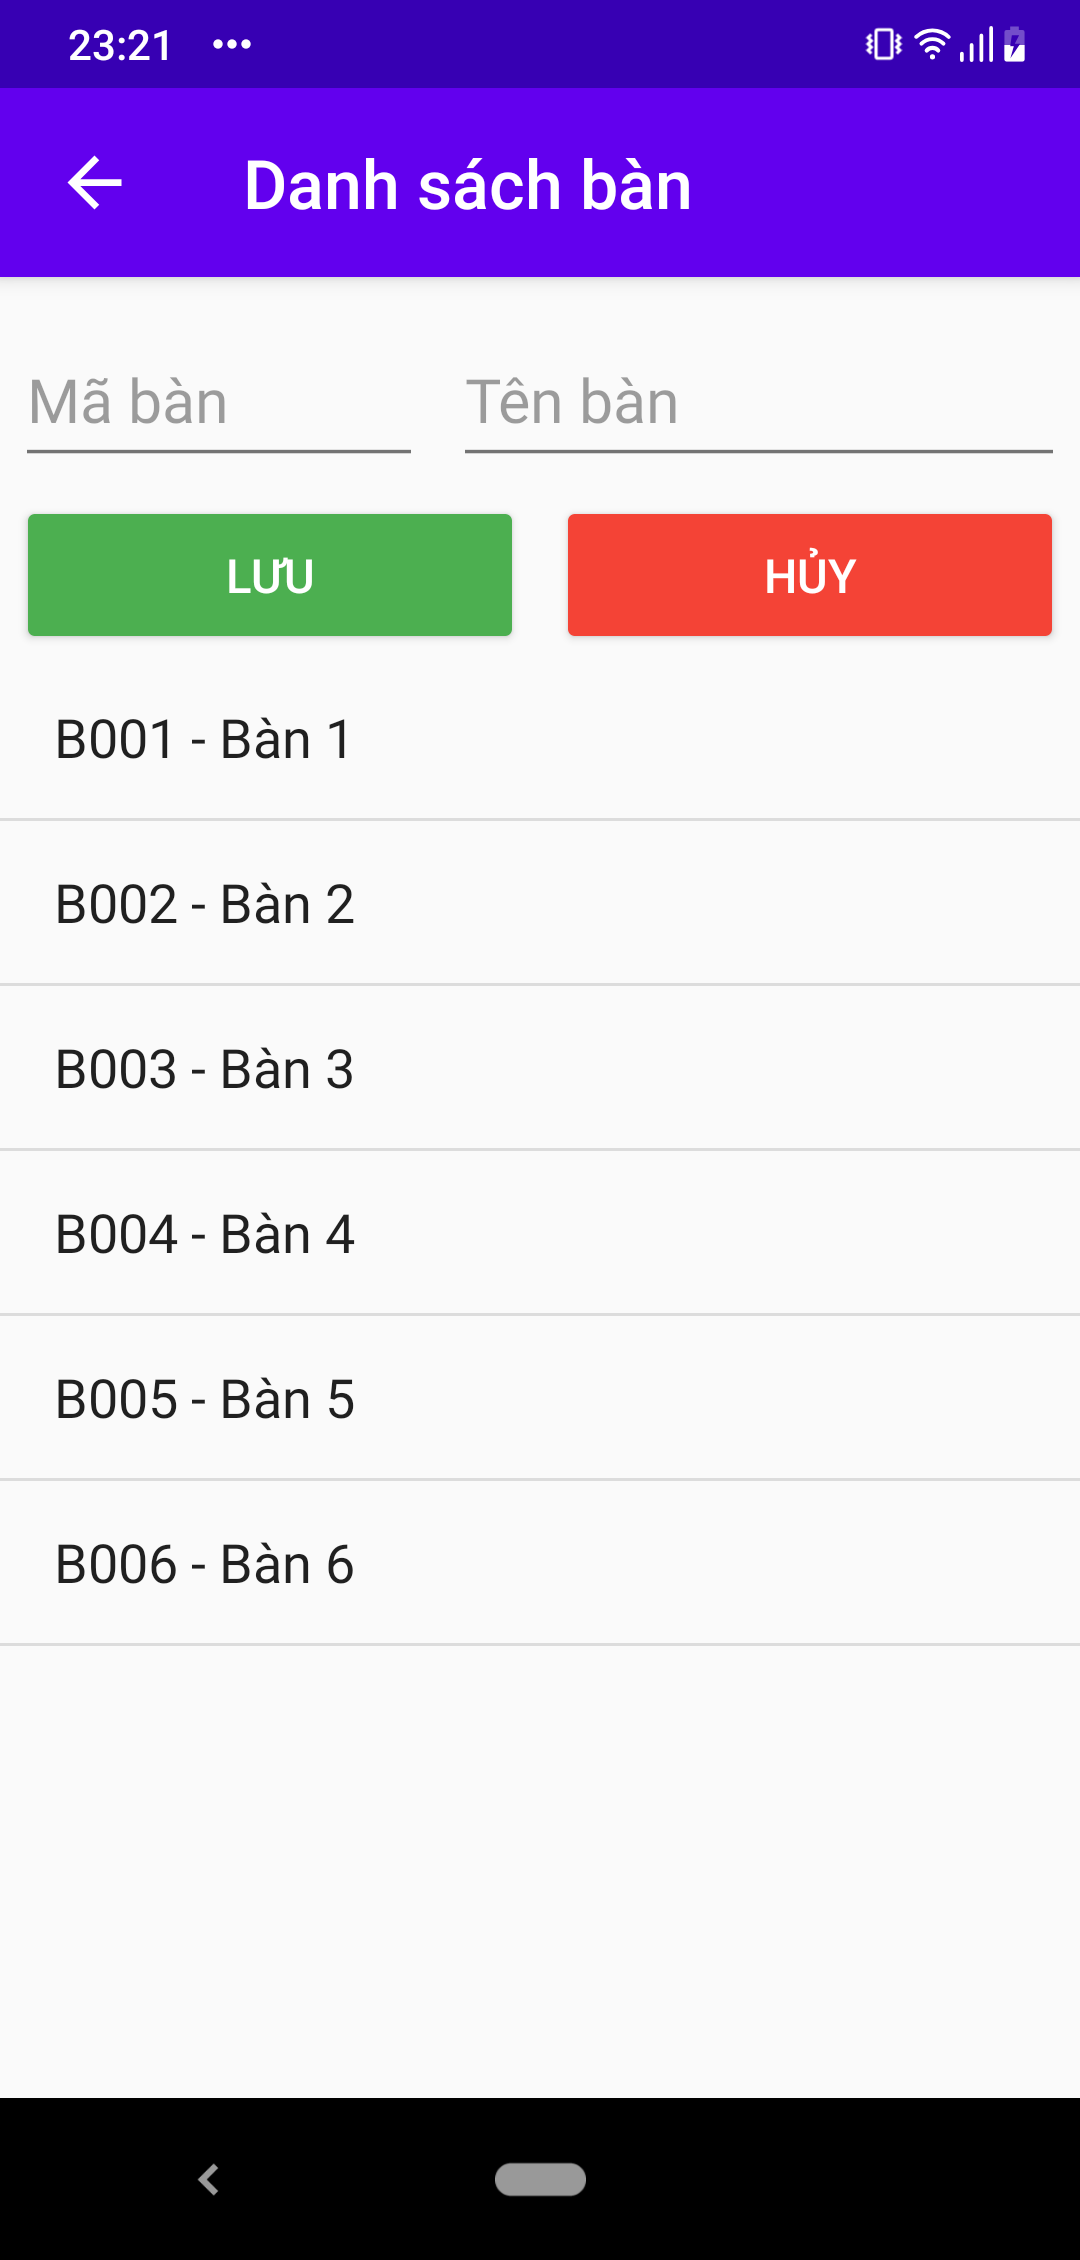 23:21
Danh sách bàn
Mã bàn Tên bàn
LƯU HỦY
B001 - Bàn 1
B002 - Bàn 2
B003 - Bàn 3
B004 - Bàn 4
B005 - Bàn 5
B006 - Bàn 6